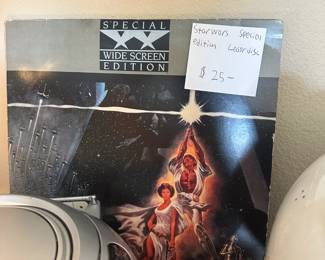 SPECIAL
WIDE SCREEN
EDITION
Starwars Special
edition Laserdisc
$ 25-